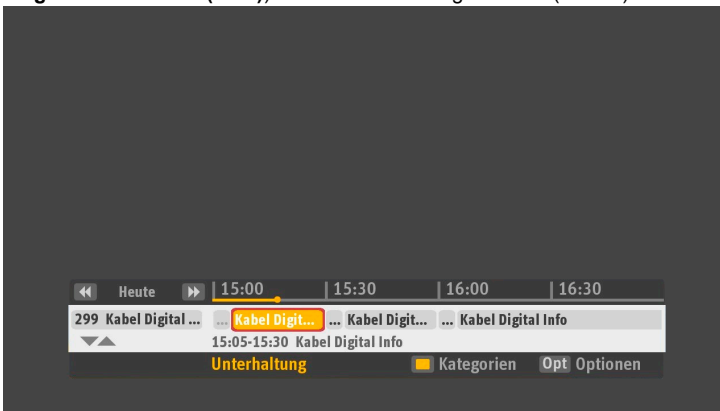 Heute | 15:00 | 15:30 | 16:00 | 16:30
299 Kabel Digital ... ... Kabel Digit... ... Kabel Digit... ... Kabel Digital Info
15:05-15:30 Kabel Digital Info
Unterhaltung Kategorien Opt Optionen